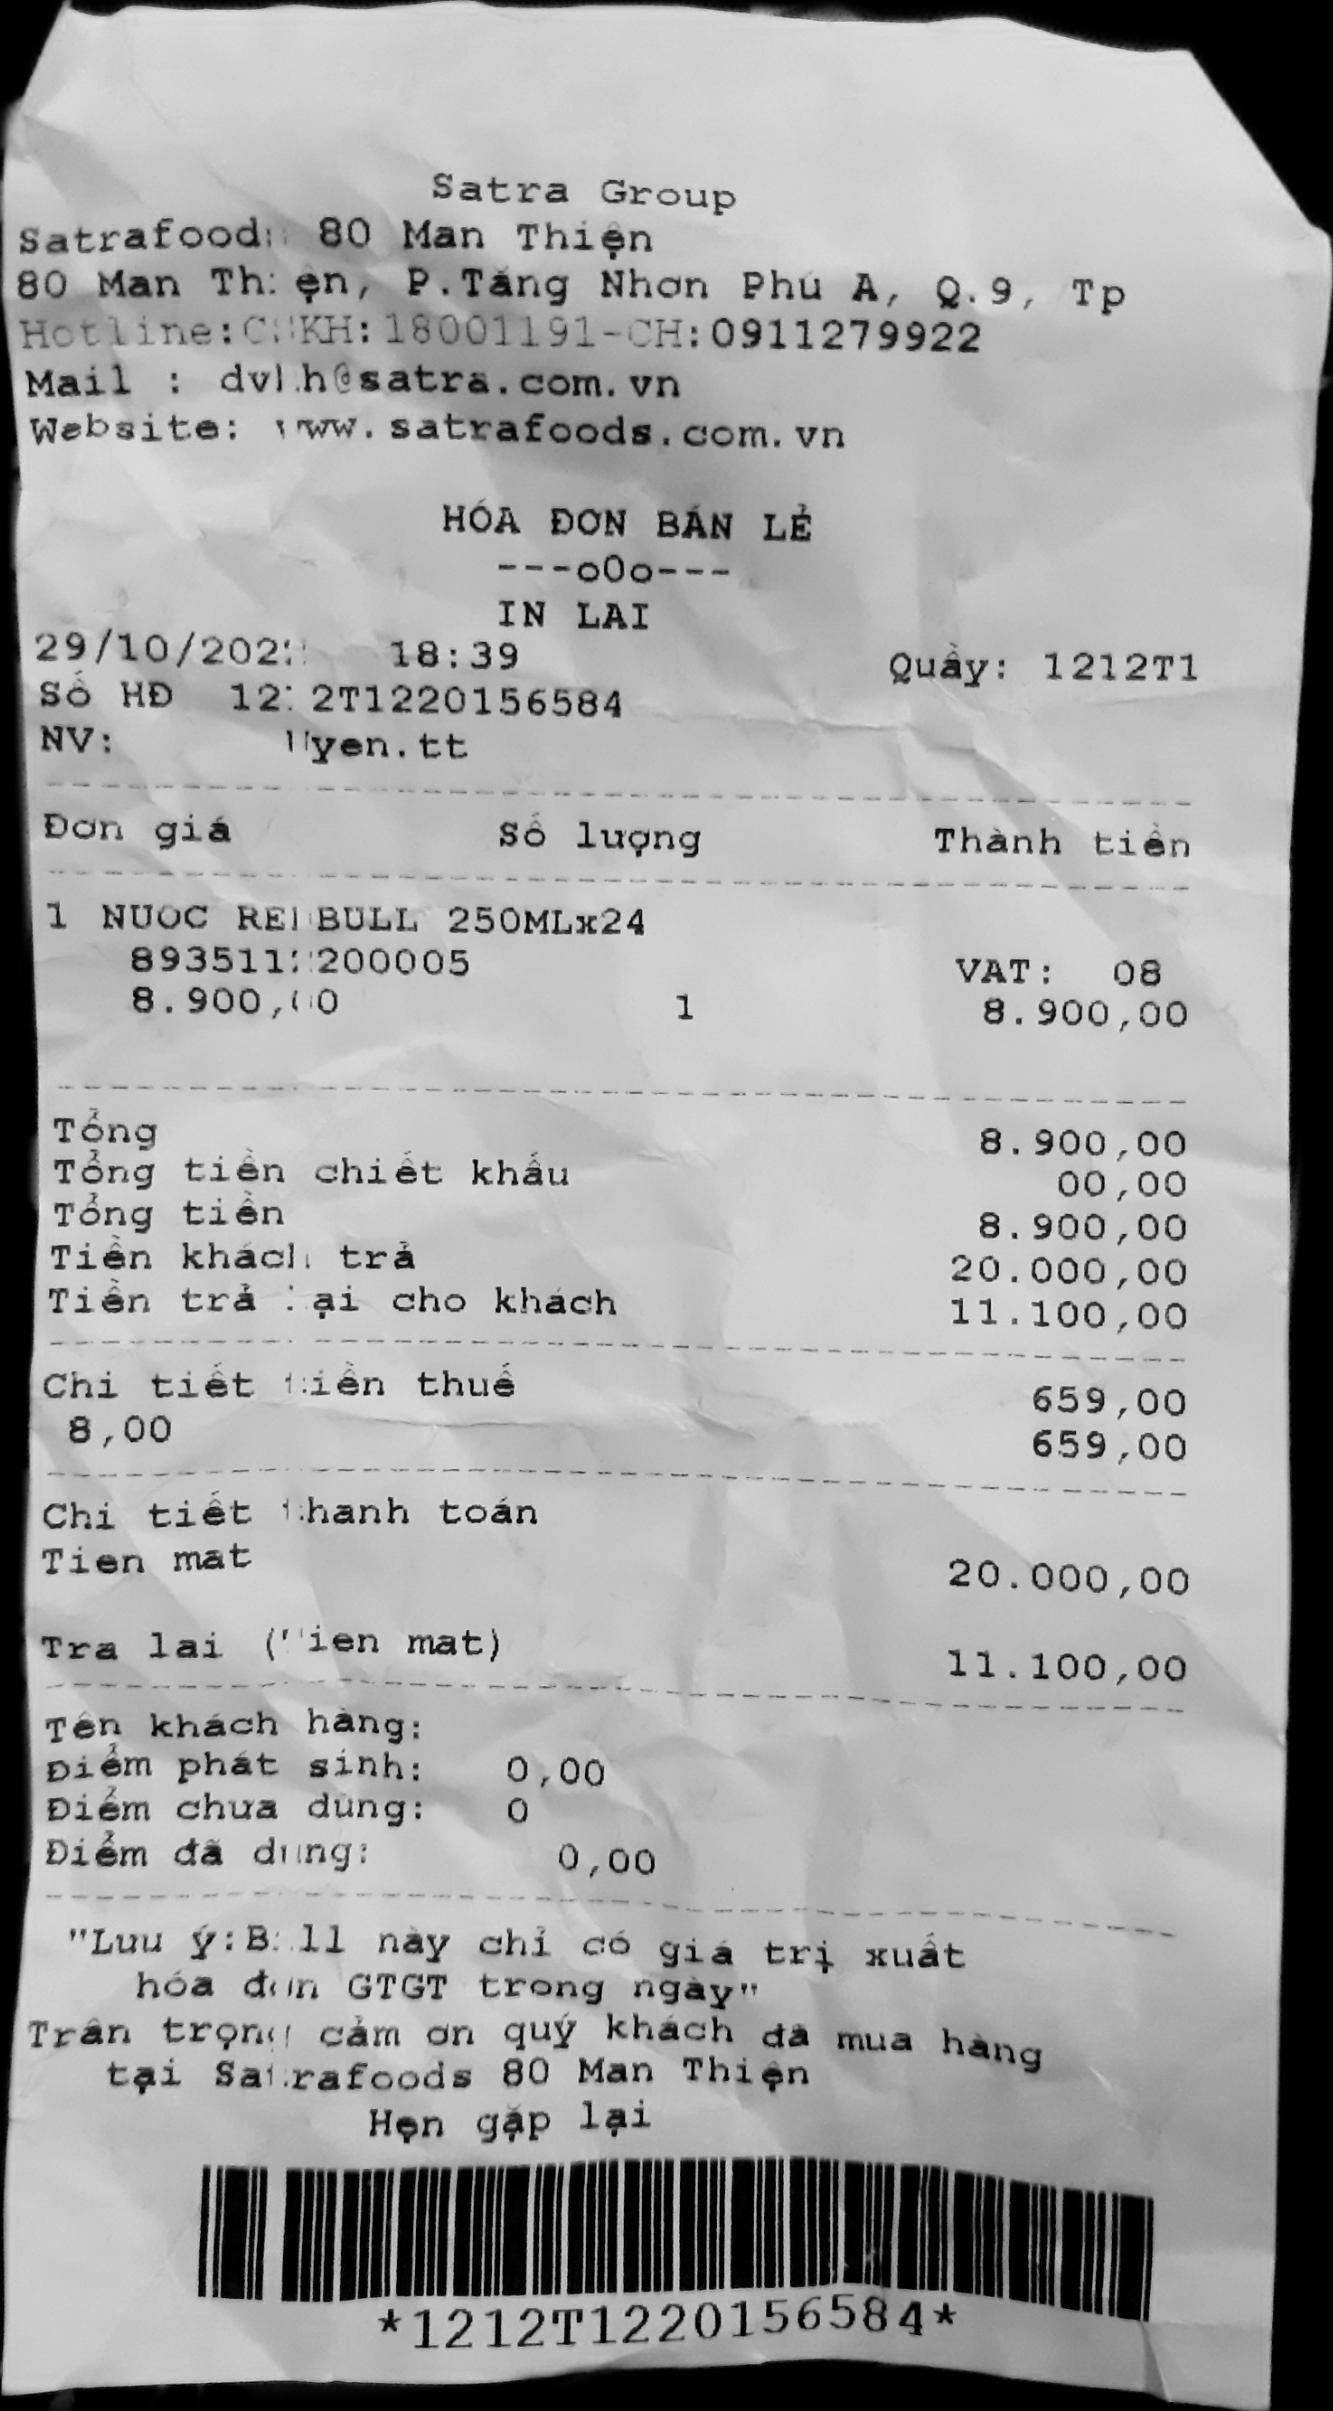 Satra Group
Satrafood: 80 Man Thiện
80 Man Thiện, P.Tăng Nhơn Phú A, Q.9, Tp
Hotline:CSKH:18001191-CH:0911279922
Mail : dvkh@satra.com.vn
Website: www.satrafoods.com.vn
HÓA ĐƠN BÁN LẺ
---oOo---
IN LAI
18:39 Quầy: 1212T1
Số HĐ 1212T1220156584
NV: yen.tt
Đơn giá Số lượng Thành tiền
1 NUOC RED BULL 250MLx24
VAT: 08
8.900,00 1 8.900,00
Tổng 8.900,00
Tổng tiền chiết khấu 00,00
Tổng tiền 8.900,00
Tiền khách trả 20.000,00
Tiền trả lại cho khách 11.100,00
Chi tiết tiền thuế 659,00
8,00 659,00
Chi tiết thanh toán
Tien mat 20.000,00
Tra lai (Tien mat) 11.100,00
Tên khách hàng:
Điểm phát sinh: 0,00
Điểm chưa dùng: 0
Điểm đã dùng: 0,00
"Lưu ý:Bill này chỉ có giá trị xuất
hóa đơn GTGT trong ngày"
Trân trọng cảm ơn quý khách đã mua hàng
tại Satrafoods 80 Man Thiện
Hẹn gặp lại
*1212T1220156584*